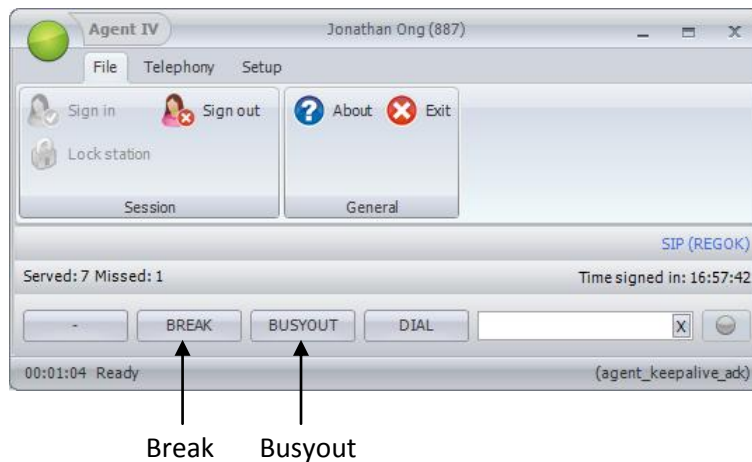 Agent IV Jonathan Ong (887)
File Telephony Setup
Sign in Sign out About Exit
Lock station
Session General
SIP (REGOK)
Served: 7 Missed: 1 Time signed in: 16:57:42
- BREAK BUSYOUT DIAL X
00:01:04 Ready (agent_keepalive_ack)
Break Busyout